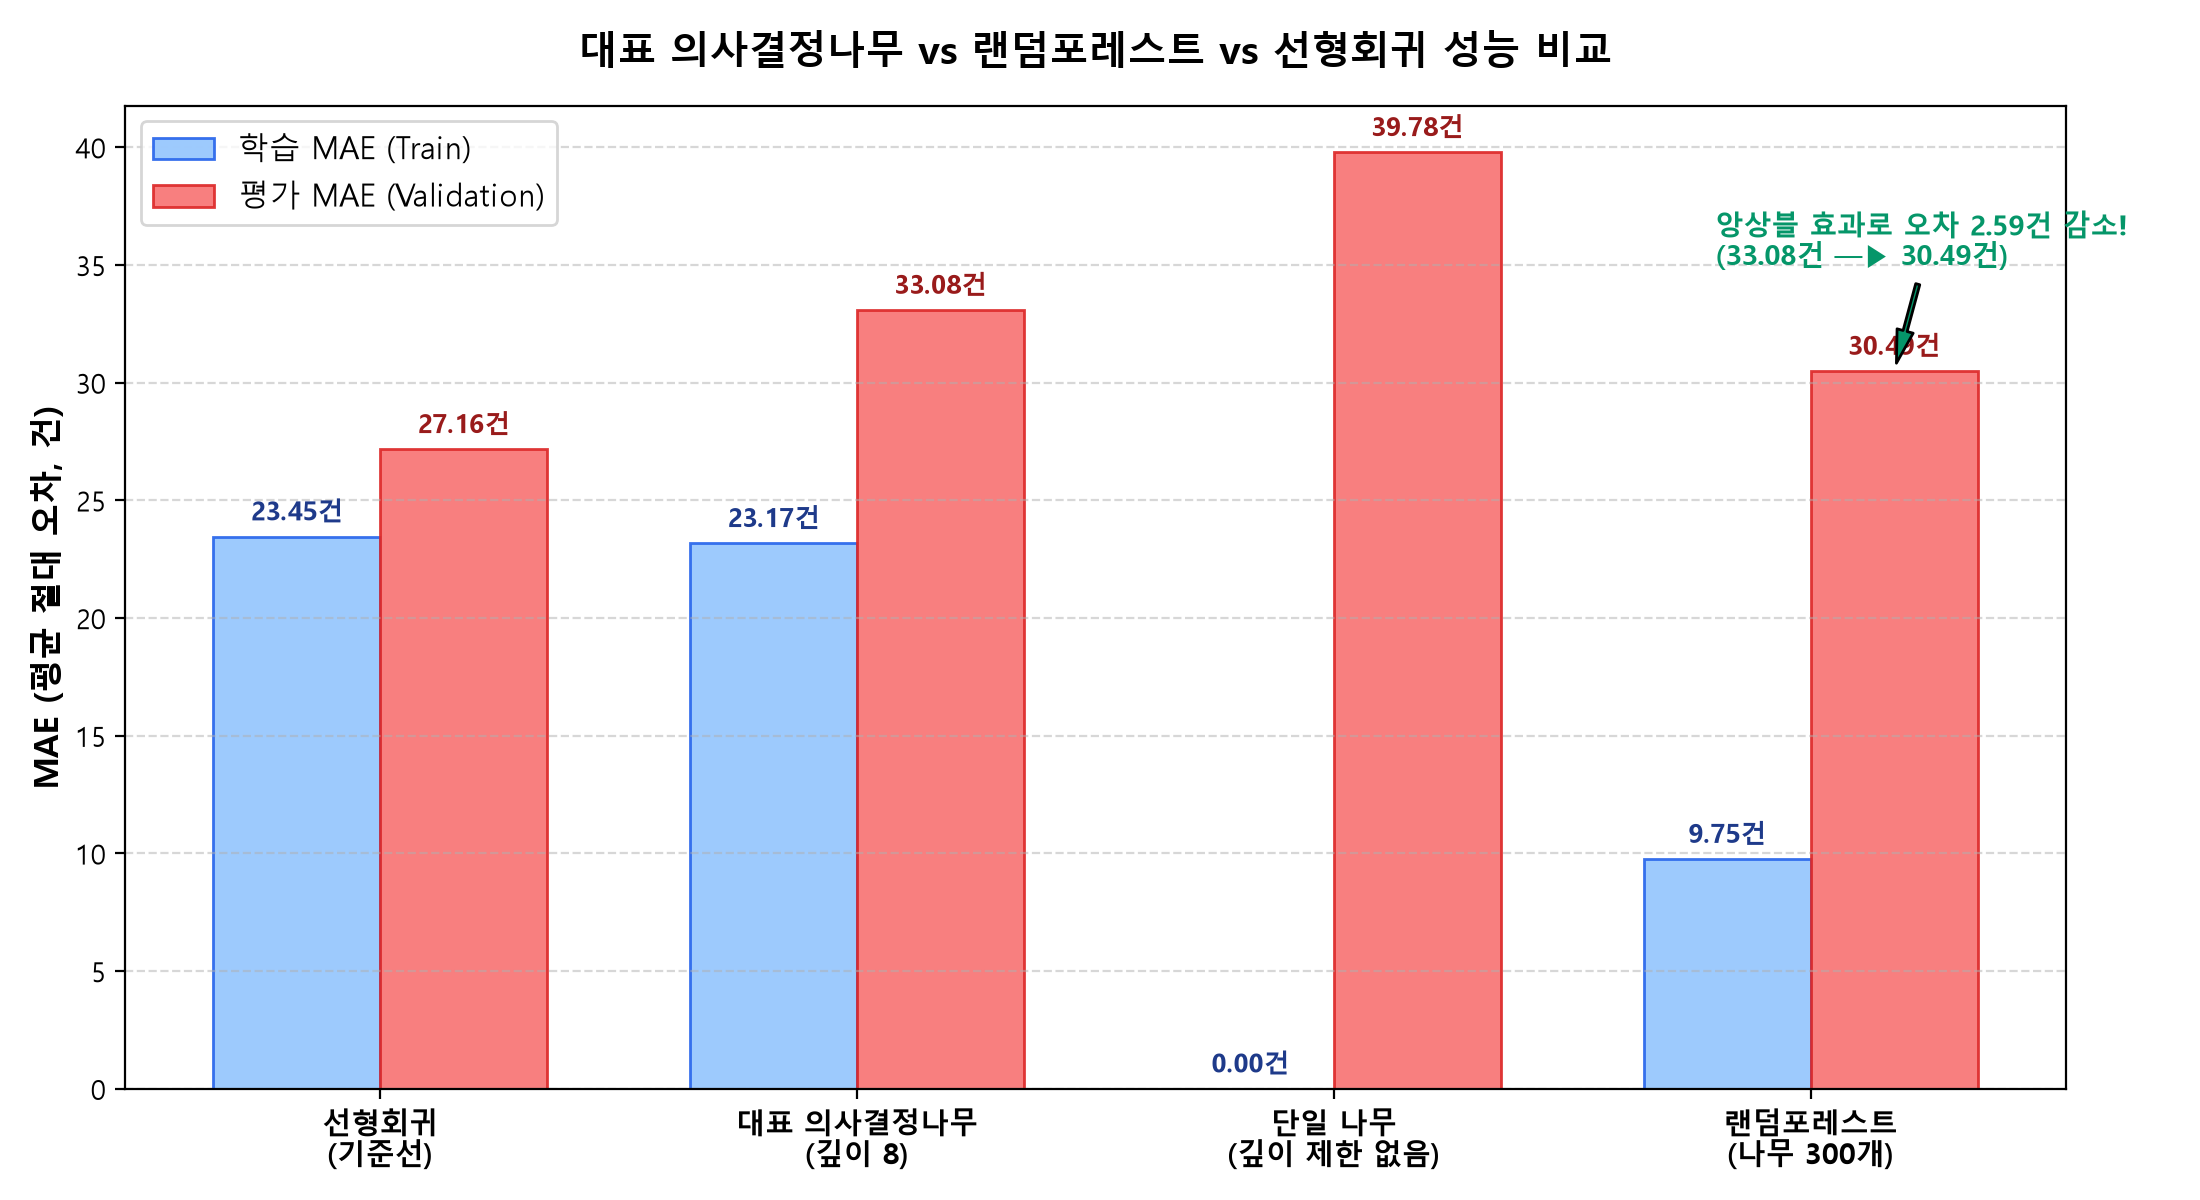 대표 의사결정나무 vs 랜덤포레스트 vs 선형회귀 성능 비교
학습 MAE (Train)
평가 MAE (Validation)
MAE (평균 절대 오차, 건)
40
35
30
25
20
15
10
5
0
23.45건
27.16건
23.17건
33.08건
0.00건
39.78건
9.75건
30.49건
앙상블 효과로 오차 2.59건 감소!
(33.08건 —▶ 30.49건)
선형회귀
(기준선)
대표 의사결정나무
(깊이 8)
단일 나무
(깊이 제한 없음)
랜덤포레스트
(나무 300개)